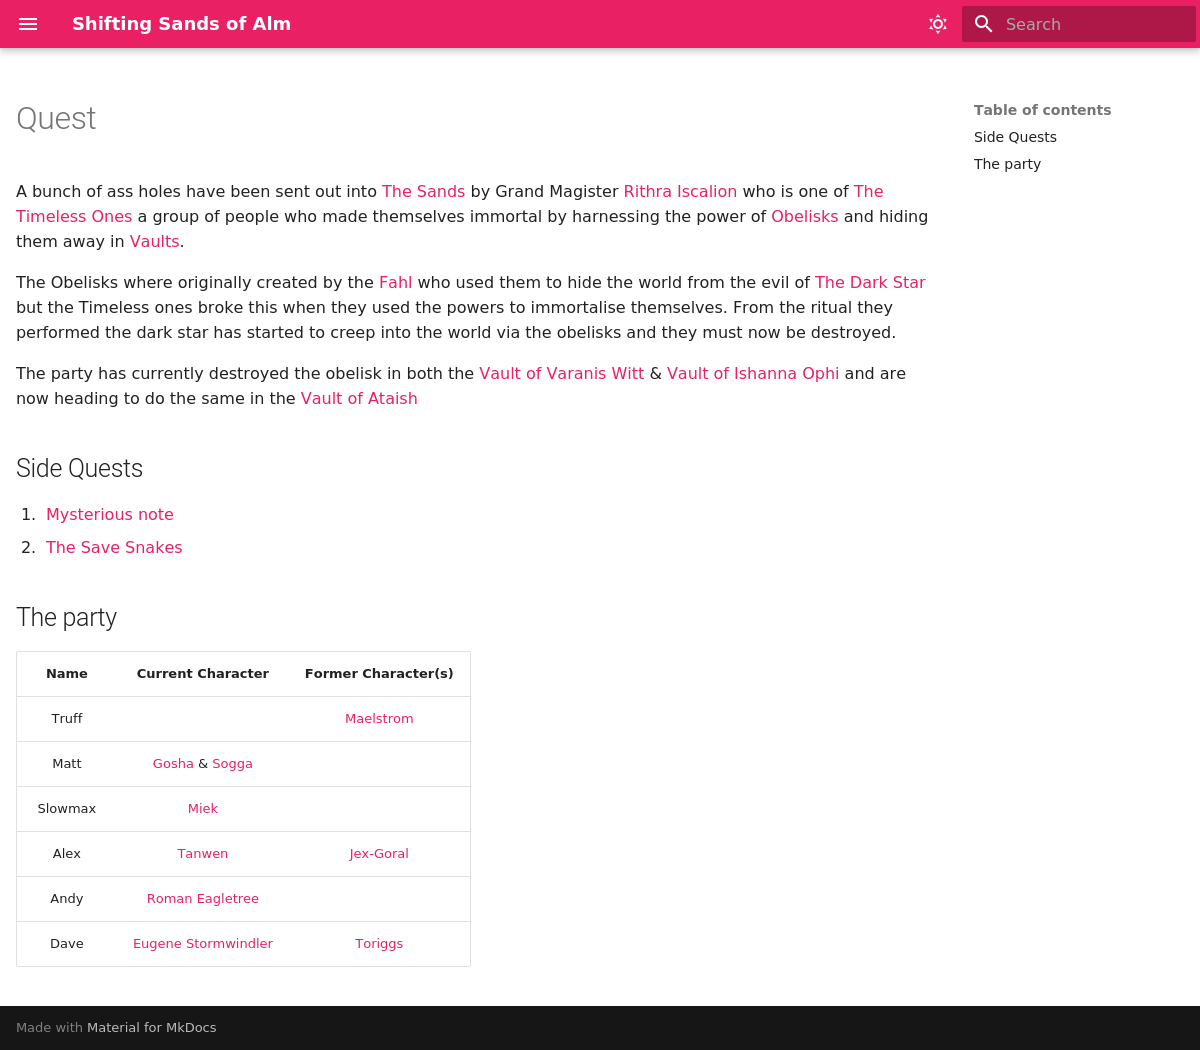 Shifting Sands of Alm
Search
Quest
A bunch of ass holes have been sent out into The Sands by Grand Magister Rithra Iscalion who is one of The
Timeless Ones a group of people who made themselves immortal by harnessing the power of Obelisks and hiding
them away in Vaults.
The Obelisks where originally created by the Fahl who used them to hide the world from the evil of The Dark Star
but the Timeless ones broke this when they used the powers to immortalise themselves. From the ritual they
performed the dark star has started to creep into the world via the obelisks and they must now be destroyed.
The party has currently destroyed the obelisk in both the Vault of Varanis Witt & Vault of Ishanna Ophi and are
now heading to do the same in the Vault of Ataish
Side Quests
1. Mysterious note
2. The Save Snakes
The party
Name Current Character Former Character(s)
Truff Maelstrom
Matt Gosha & Sogga
Slowmax Miek
Alex Tanwen Jex-Goral
Andy Roman Eagletree
Dave Eugene Stormwindler Toriggs
Table of contents
Side Quests
The party
Made with Material for MkDocs